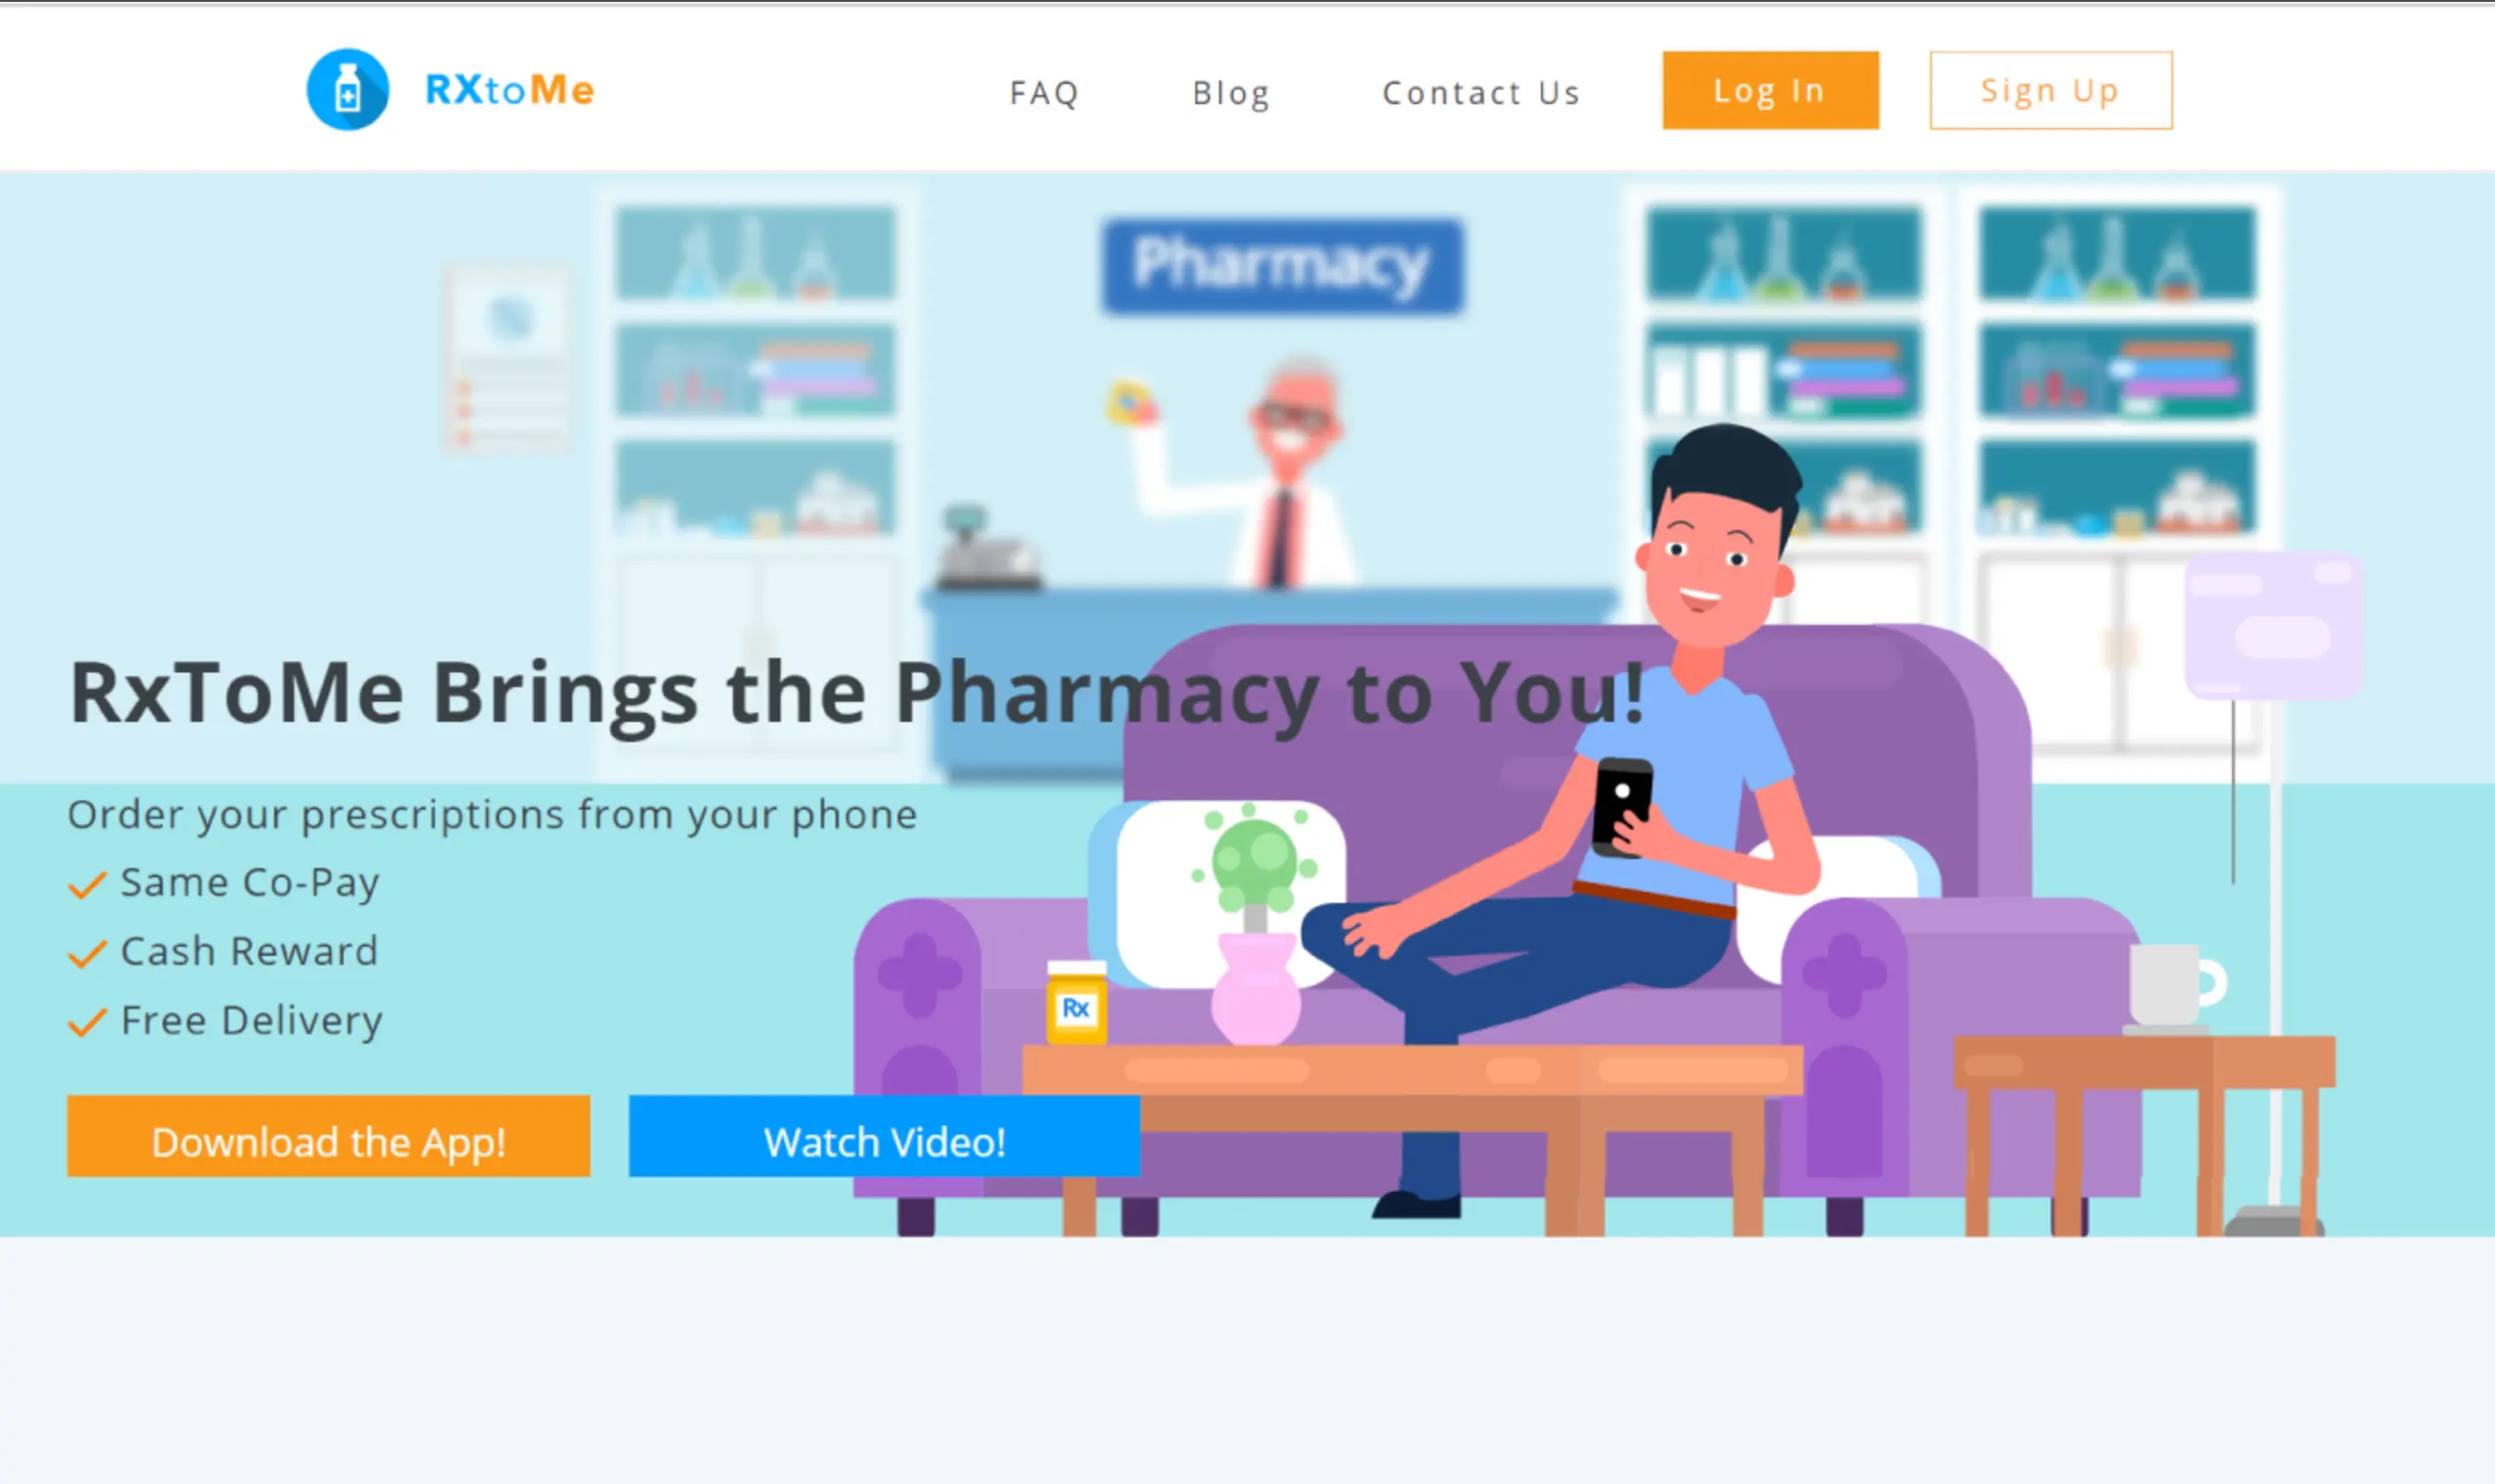 RXtoMe
FAQ
Blog
Contact Us
Log In
Sign Up
Pharmacy
RxToMe Brings the Pharmacy to You!
Order your prescriptions from your phone
Same Co-Pay
Cash Reward
Free Delivery
Rx
Download the App!
Watch Video!